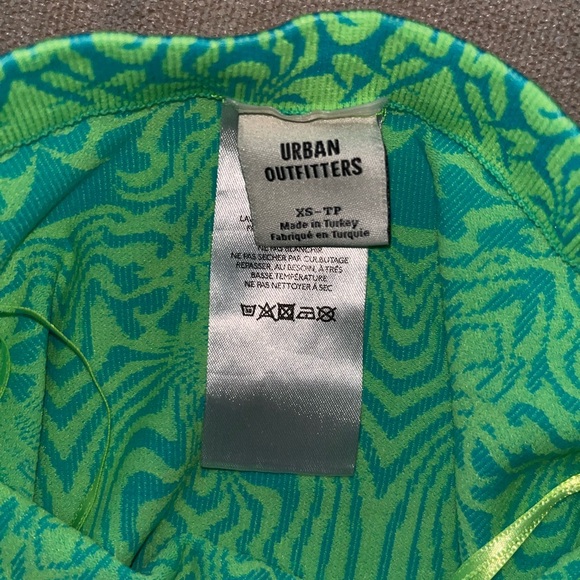 URBAN
OUTFITTERS
XS-TP
Made in Turkey
Fabriqué en Turquie
NE PAS BLANCHIR
NE PAS SECHER PAR CULBUTAGE
REPASSER, AU BESOIN, À TRÈS
BASSE TEMPÉRATURE
NE PAS NETTOYER À SEC